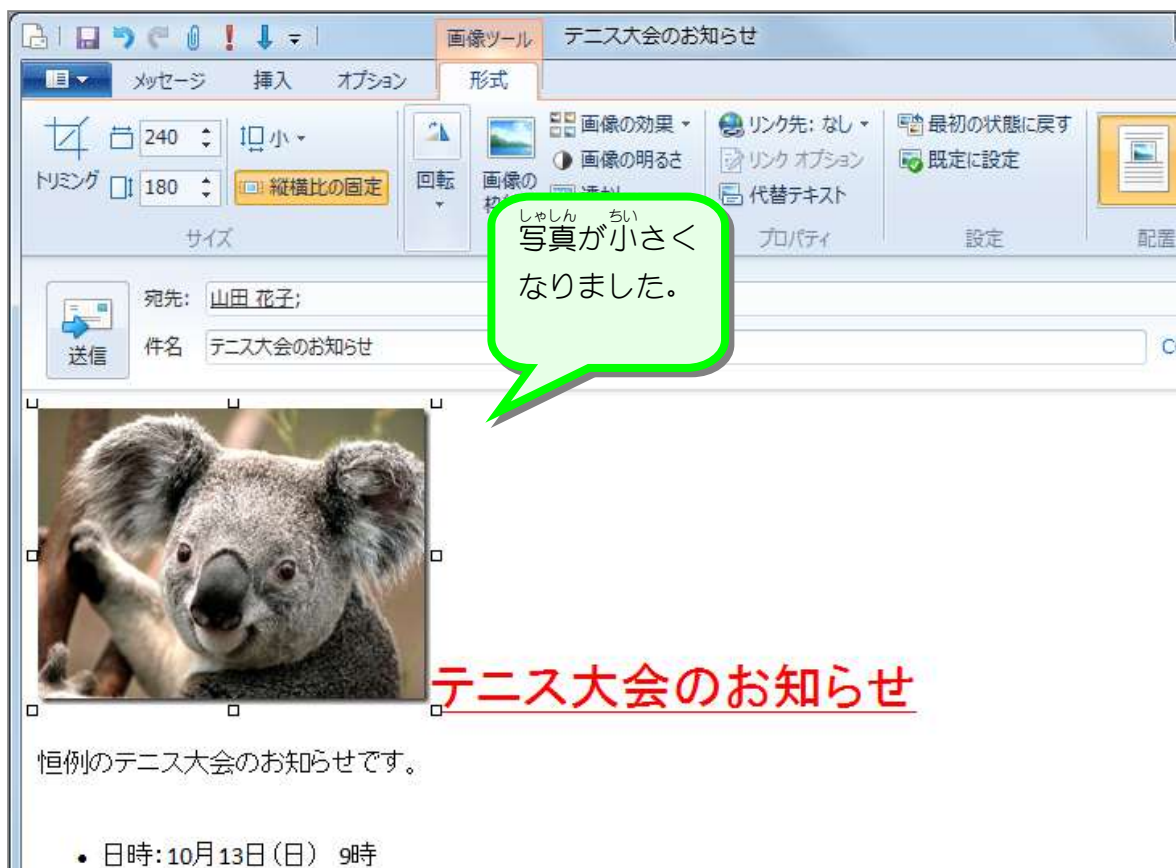 画像ツール テニス大会のお知らせ
メッセージ 挿入 オプション 形式
トリミング
240
180
小
縦横比の固定
サイズ
回転
画像の
画像の効果
画像の明るさ
リンク先: なし
リンク オプション
代替テキスト
プロパティ
最初の状態に戻す
既定に設定
設定
配置
しゃしん ちい
写真が小さく
なりました。
送信
宛先: 山田 花子;
件名 テニス大会のお知らせ
テニス大会のお知らせ
恒例のテニス大会のお知らせです。
• 日時:10月13日(日) 9時